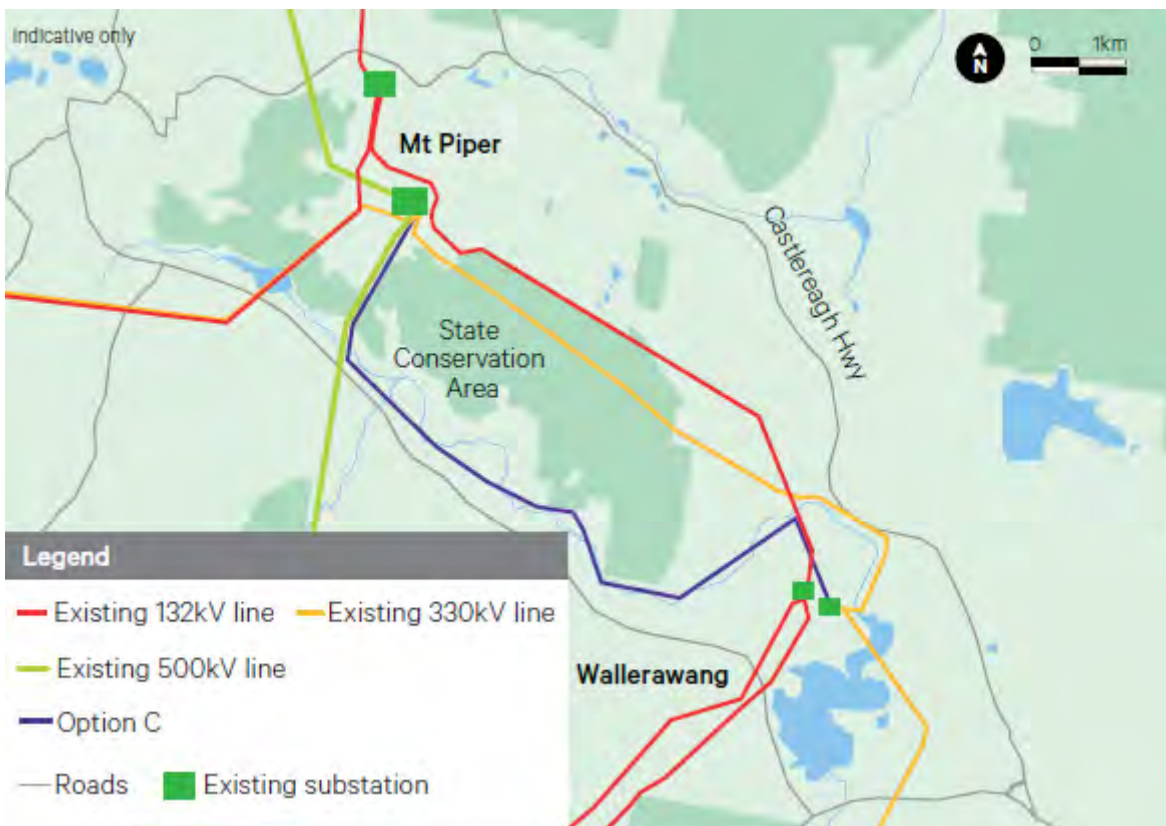 indicative only
N
0 1km
Mt Piper
Castlereagh Hwy
State
Conservation
Area
Legend
Existing 132kV line Existing 330kV line
Existing 500kV line
Option C
Roads Existing substation
Wallerawang